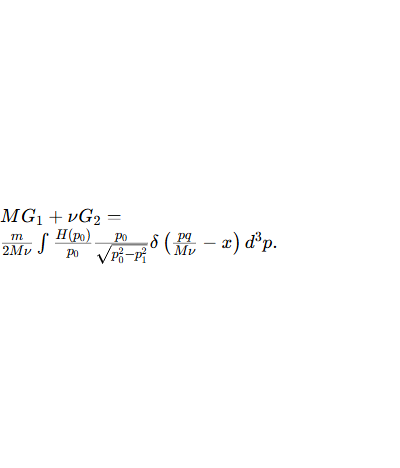 $MG_1 + \nu G_2 =$
$\frac{m}{2M\nu} \int \frac{H(p_0)}{p_0} \frac{p_0}{\sqrt{p_0^2 - p_1^2}} \delta \left( \frac{pq}{M\nu} - x \right) d^3p.$